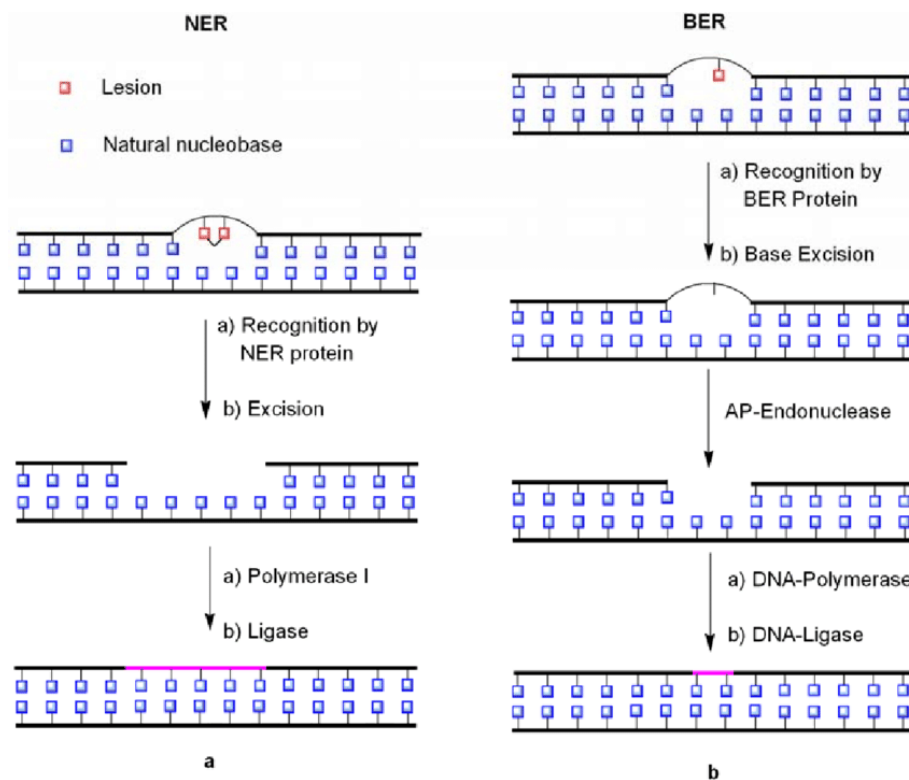 NER
Lesion
Natural nucleobase
a) Recognition by
NER protein
b) Excision
a) Polymerase I
b) Ligase
a
BER
a) Recognition by
BER Protein
b) Base Excision
AP-Endonuclease
a) DNA-Polymerase
b) DNA-Ligase
b